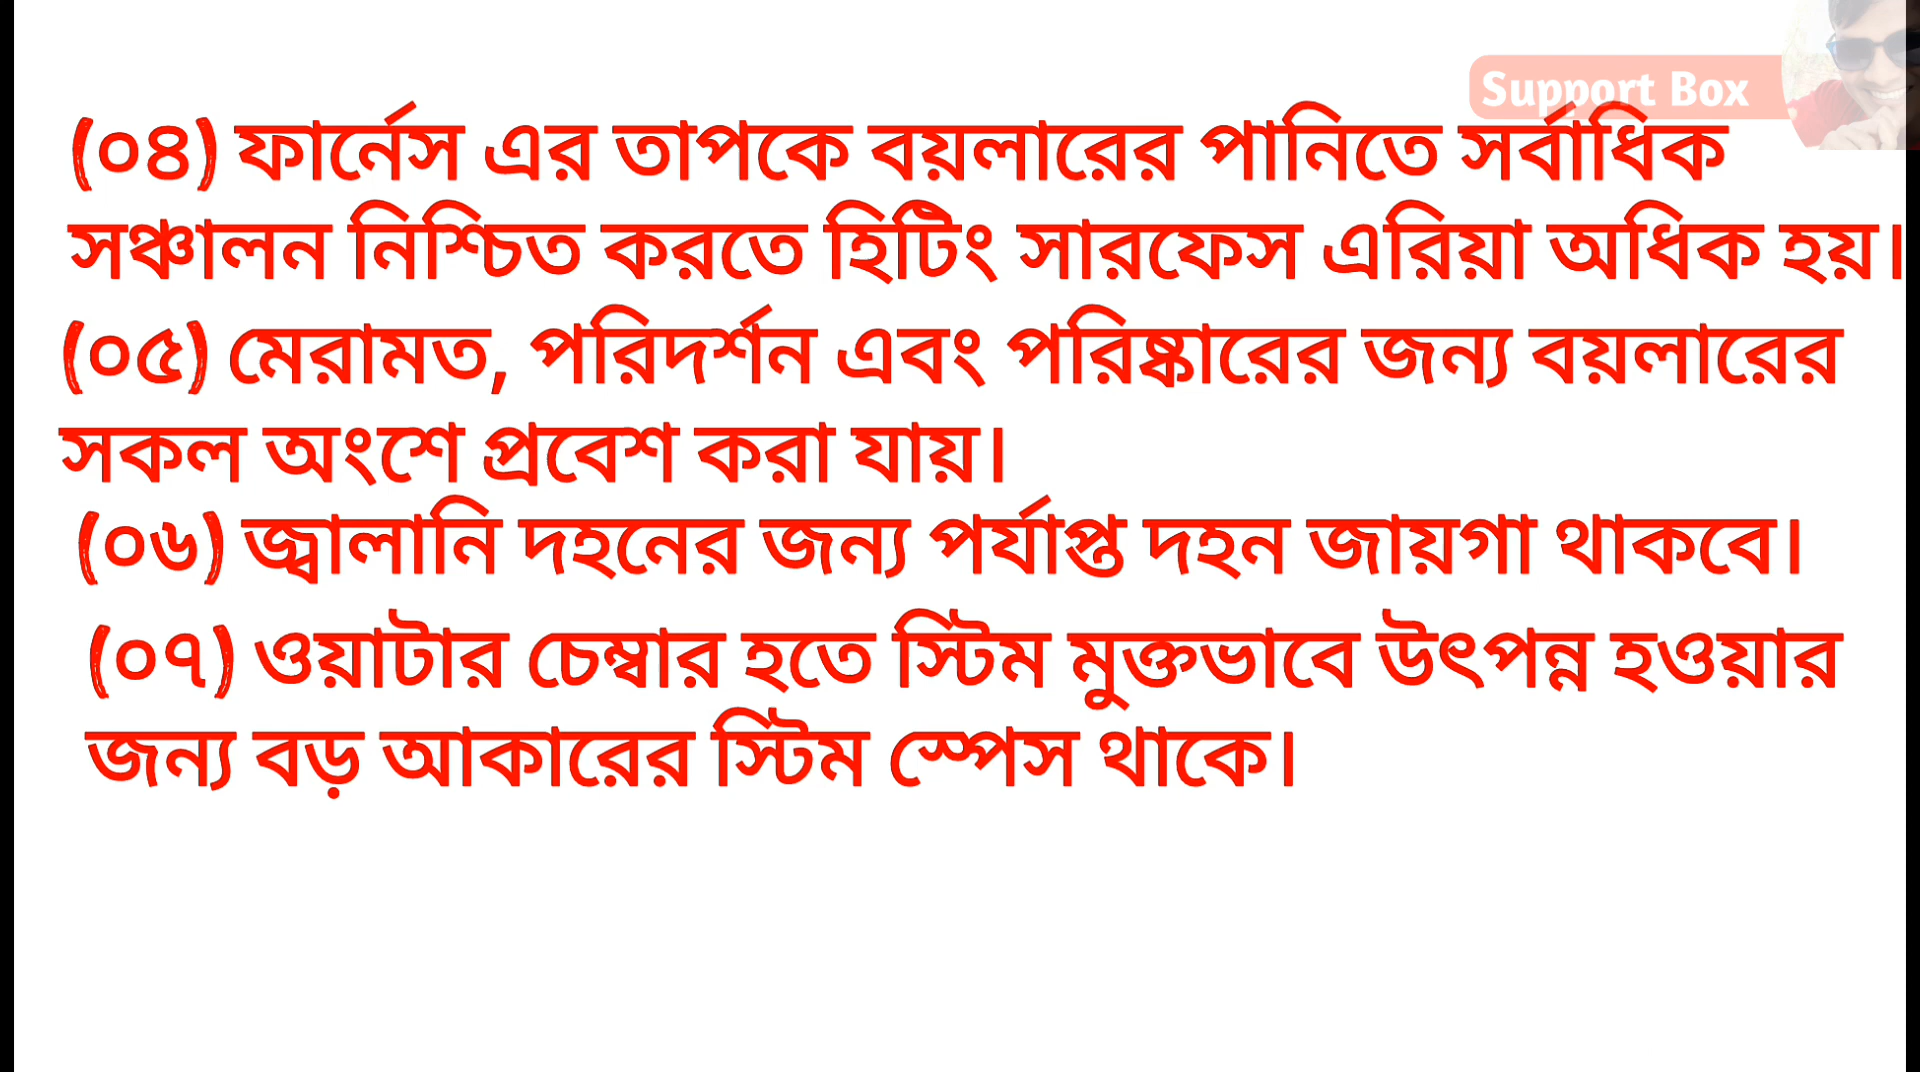 Support Box
(০৪) ফার্নেস এর তাপকে বয়লারের পানিতে সর্বাধিক
সঞ্চালন নিশ্চিত করতে হিটিং সারফেস এরিয়া অধিক হয়।
(০৫) মেরামত, পরিদর্শন এবং পরিষ্কারের জন্য বয়লারের
সকল অংশে প্রবেশ করা যায়।
(০৬) জ্বালানি দহনের জন্য পর্যাপ্ত দহন জায়গা থাকবে।
(০৭) ওয়াটার চেম্বার হতে স্টিম মুক্তভাবে উৎপন্ন হওয়ার
জন্য বড় আকারের স্টিম স্পেস থাকে।